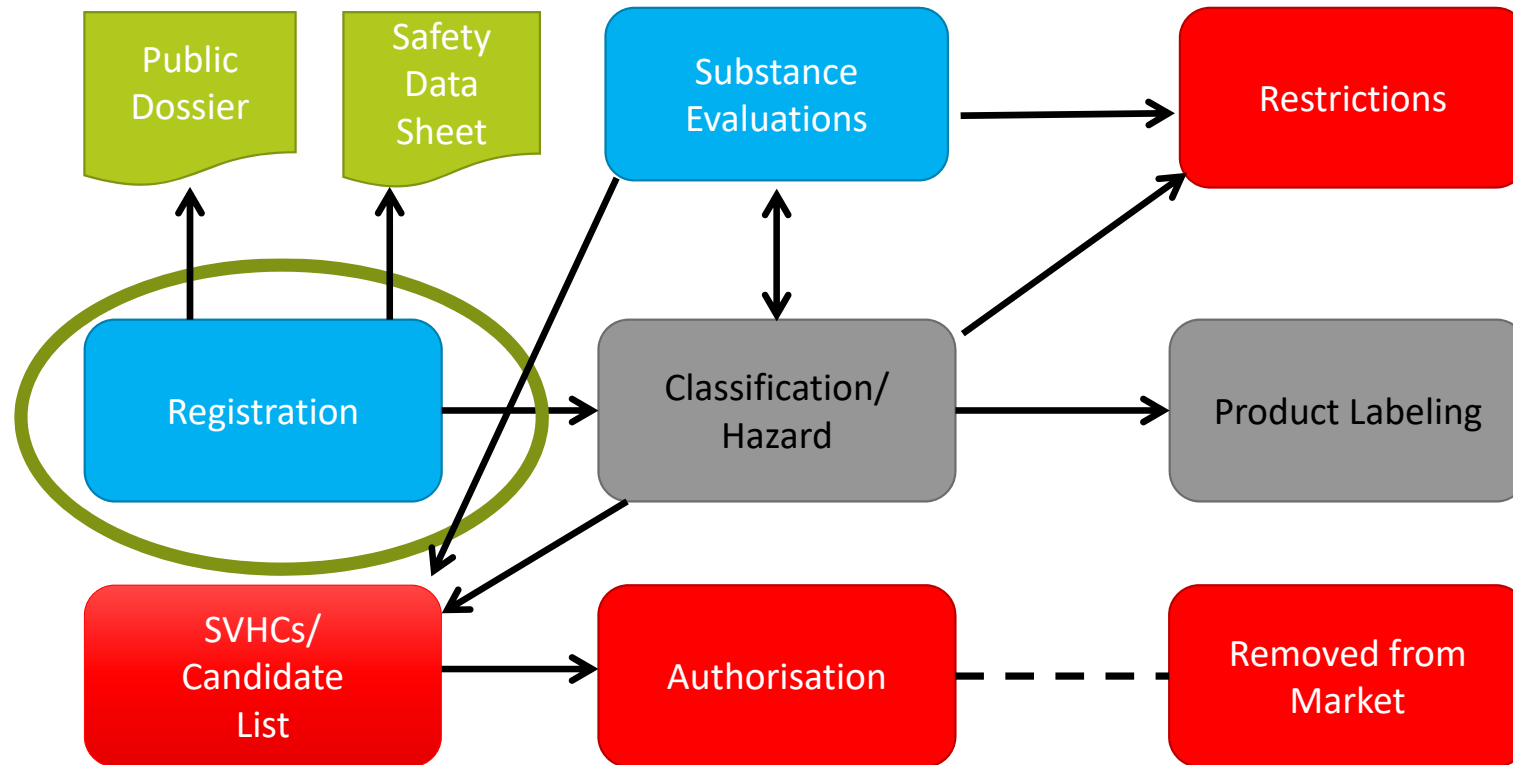 Public
Dossier
Safety
Data
Sheet
Substance
Evaluations
Restrictions
Registration
Classification/
Hazard
Product Labeling
SVHCs/
Candidate
List
Authorisation
Removed from
Market